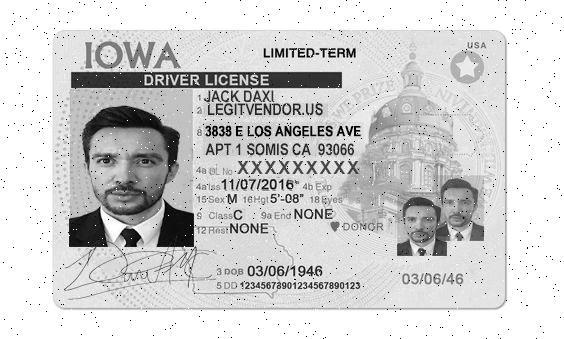 USA
IOWA
LIMITED-TERM
DRIVER LICENSE
1 JACK DAXI
2 LEGITVENDOR.US
8 3838 E LOS ANGELES AVE
APT 1 SOMIS CA 93066
4a DL No. XXXXXXXXX
4a Iss 11/07/2016 4b Exp
15 Sex M 16 Hgt 5'-08" 18 Eyes
9 Class C 9a End NONE
12 Rest NONE DONOR
3 DOB 03/06/1946
03/06/46
5 DD 12345678901234567890123